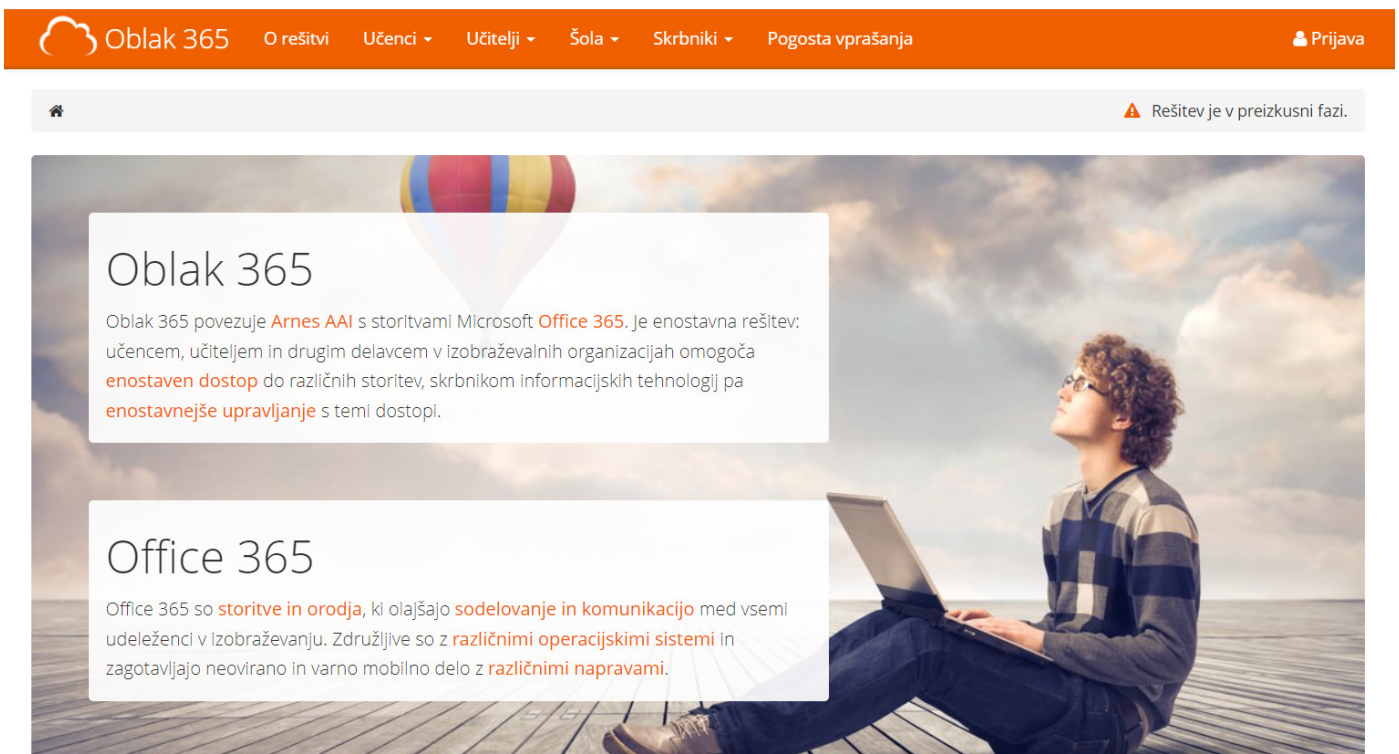 Oblak 365 O rešitvi Učenci Učitelji Šola Skrbniki Pogosta vprašanja Prijava
Rešitev je v preizkusni fazi.
Oblak 365
Oblak 365 povezuje Arnes AAI s storitvami Microsoft Office 365. Je enostavna rešitev:
učencem, učiteljem in drugim delavcem v izobraževalnih organizacijah omogoča
enostaven dostop do različnih storitev, skrbnikom informacijskih tehnologij pa
enostavnejše upravljanje s temi dostopi.
Office 365
Office 365 so storitve in orodja, ki olajšajo sodelovanje in komunikacijo med vsemi
udeleženci v izobraževanju. Združljive so z različnimi operacijskimi sistemi in
zagotavljajo neovirano in varno mobilno delo z različnimi napravami.